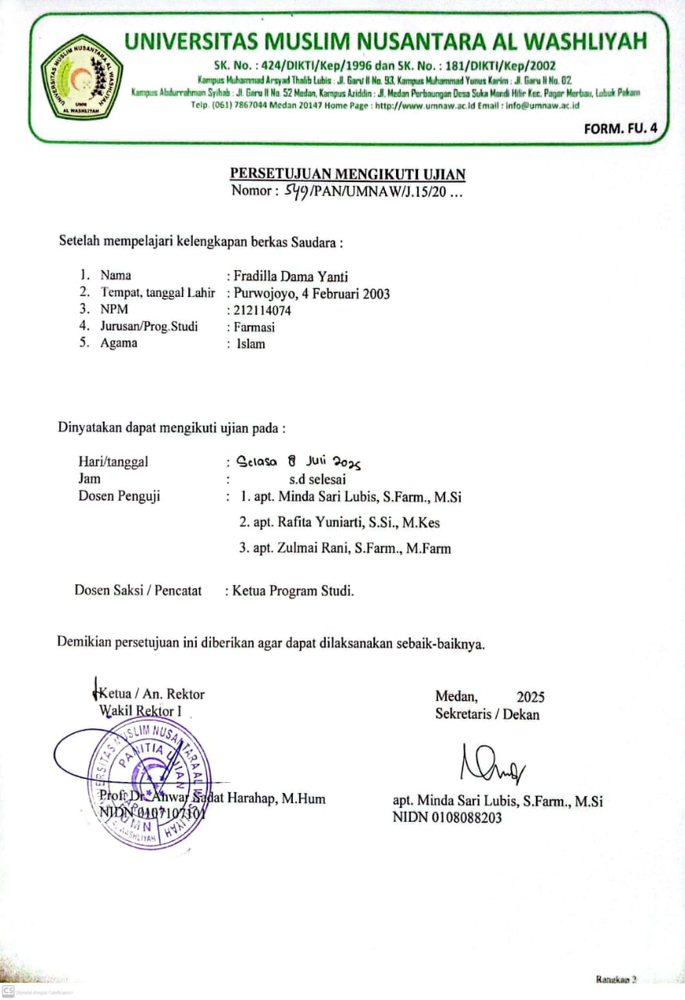 UNIVERSITAS MUSLIM NUSANTARA AL WASHLIYAH
SK. No. : 424/DIKTI/Kep/1996 dan SK. No. : 181/DIKTI/Kep/2002
Kampus Muhammad Arsyad Thalib Lubis : Jl. Garu II No. 93, Kampus Muhammad Yunus Karim : Jl. Garu II No. 02
Kampus Abdurrahman Syihab : Jl. Garu II No. 52 Medan, Kampus Aziddin : Jl. Medan Perbaungan Desa Suka Mandi Hilir Kec. Pagar Merbau, Lubuk Pakam
Telp. (061) 7867044 Medan 20147 Home Page : http://www.umnaw.ac.id Email : info@umnaw.ac.id
UNIVERSITAS MUSLIM NUSANTARA AL WASHLIYAH
UMN
AL WASHLIYAH
FORM. FU. 4
PERSETUJUAN MENGIKUTI UJIAN
Nomor : 549/PAN/UMNAW/J.15/20 ...
Setelah mempelajari kelengkapan berkas Saudara :
1. Nama : Fradilla Dama Yanti
2. Tempat, tanggal Lahir : Purwojoyo, 4 Februari 2003
3. NPM : 212114074
4. Jurusan/Prog.Studi : Farmasi
5. Agama : Islam
Dinyatakan dapat mengikuti ujian pada :
Hari/tanggal : Selasa 8 Juli 2025
Jam : s.d selesai
Dosen Penguji : 1. apt. Minda Sari Lubis, S.Farm., M.Si
2. apt. Rafita Yuniarti, S.Si., M.Kes
3. apt. Zulmai Rani, S.Farm., M.Farm
Dosen Saksi / Pencatat : Ketua Program Studi.
Demikian persetujuan ini diberikan agar dapat dilaksanakan sebaik-baiknya.
Ketua / An. Rektor
Wakil Rektor I
Medan, 2025
Sekretaris / Dekan
UNIVERSITAS MUSLIM NUSANTARA AL WASHLIYAH
PANITIA UJIAN
UMN
AL WASHLIYAH
Prof. Dr. Anwar Sadat Harahap, M.Hum
NIDN 0107107101
apt. Minda Sari Lubis, S.Farm., M.Si
NIDN 0108088203
Rangkap 2
CS Dipindai dengan CamScanner